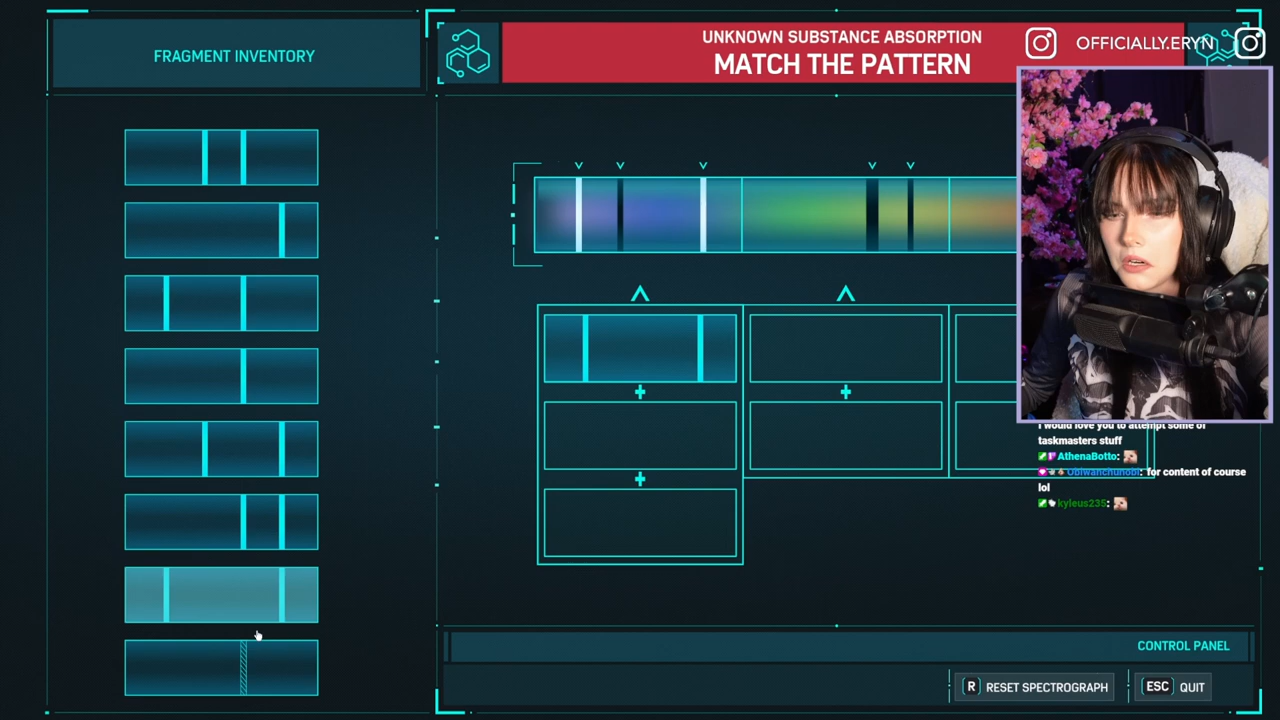 FRAGMENT INVENTORY
UNKNOWN SUBSTANCE ABSORPTION
MATCH THE PATTERN
OFFICIALLY.ERYN
I would love you to attempt some of
taskmasters stuff
AthenaBotto:
Obiwanchunobi: for content of course
lol
kyleus235:
CONTROL PANEL
R RESET SPECTROGRAPH
ESC QUIT